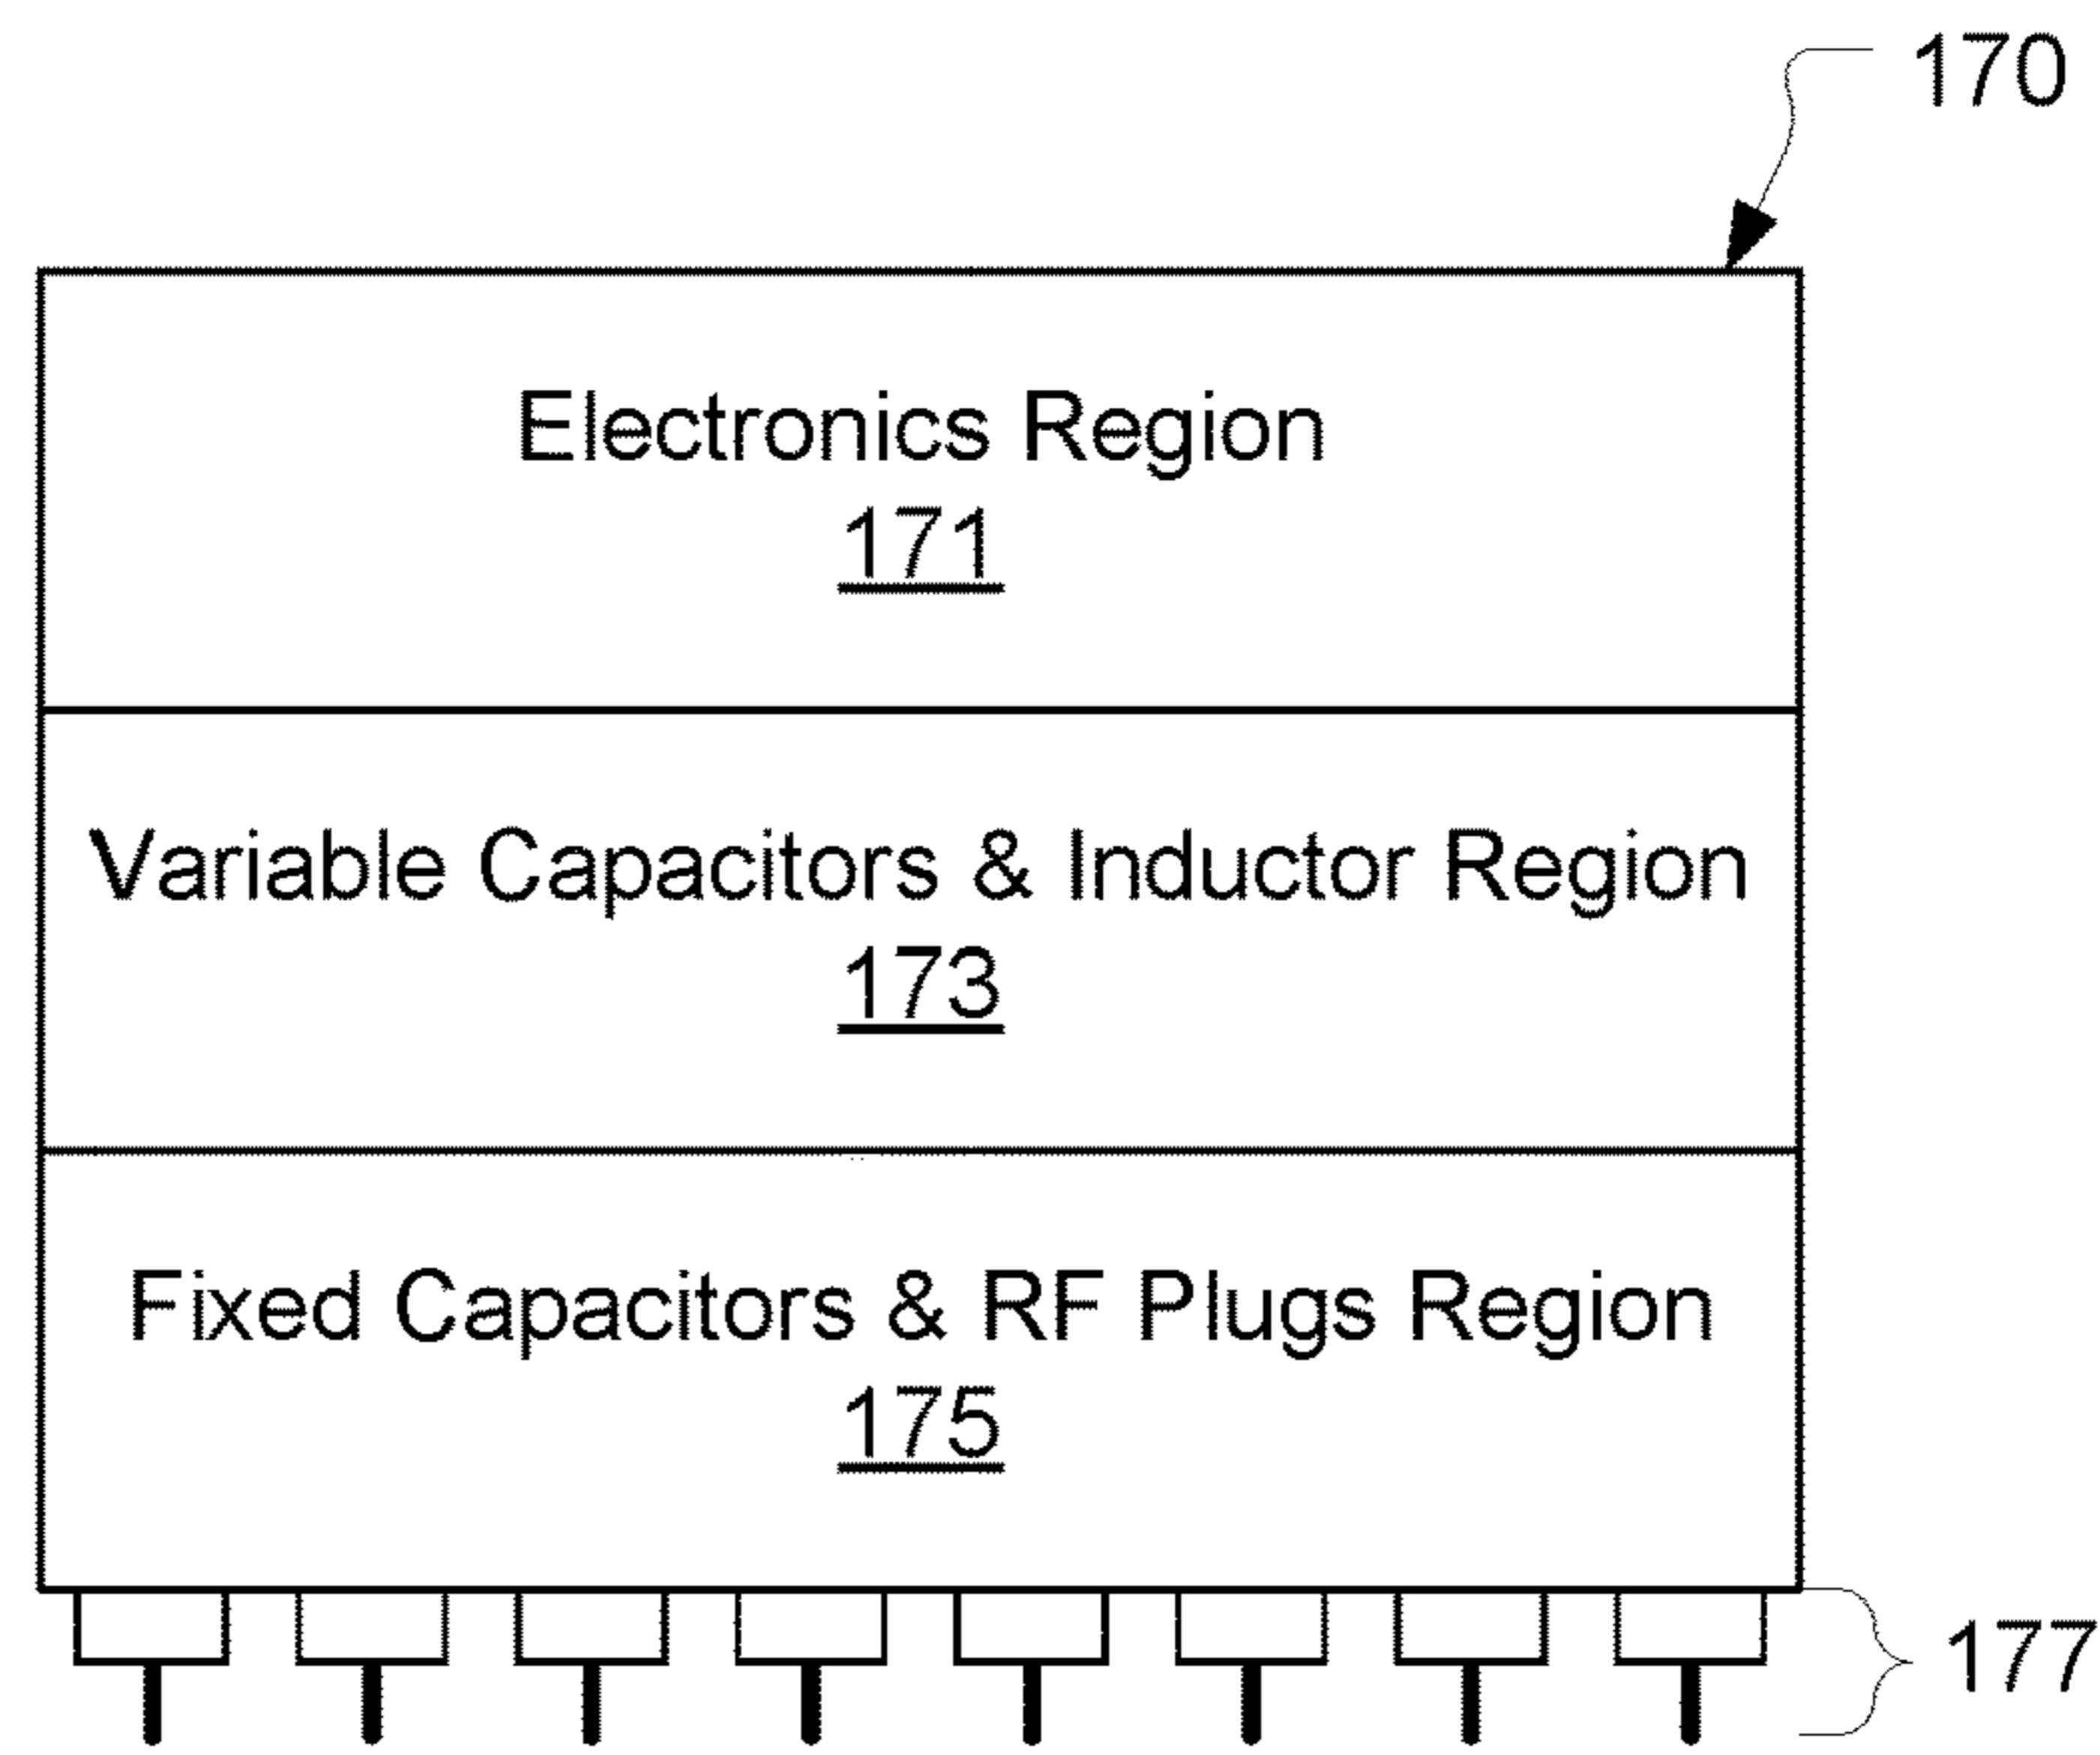 170
Electronics Region
171
Variable Capacitors & Inductor Region
173
Fixed Capacitors & RF Plugs Region
175
177